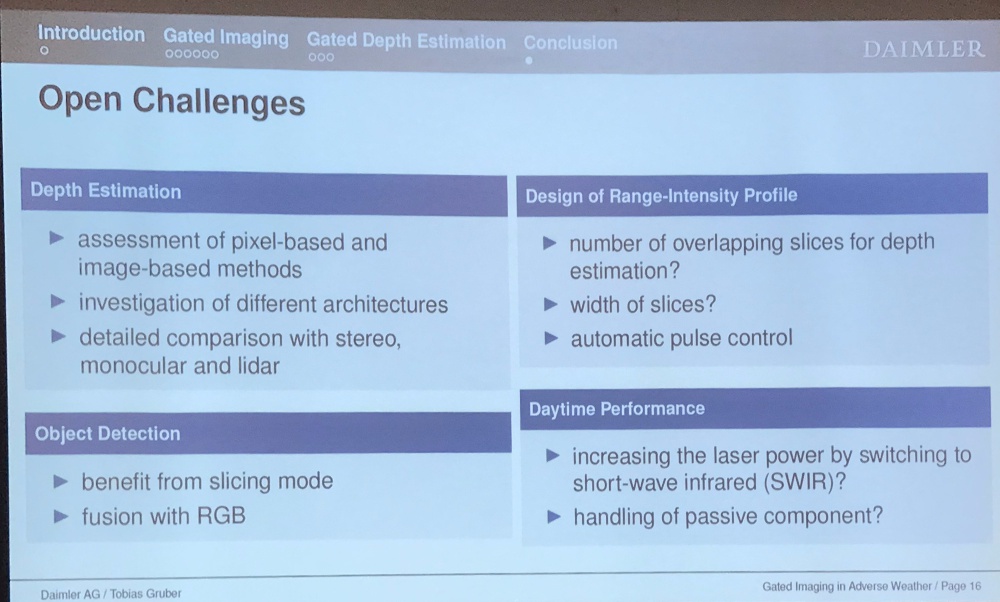 Introduction
Gated Imaging
Gated Depth Estimation
Conclusion
DAIMLER
Open Challenges
Depth Estimation
assessment of pixel-based and
image-based methods
investigation of different architectures
detailed comparison with stereo,
monocular and lidar
Design of Range-Intensity Profile
number of overlapping slices for depth
estimation?
width of slices?
automatic pulse control
Object Detection
benefit from slicing mode
fusion with RGB
Daytime Performance
increasing the laser power by switching to
short-wave infrared (SWIR)?
handling of passive component?
Daimler AG / Tobias Gruber
Gated Imaging in Adverse Weather / Page 16